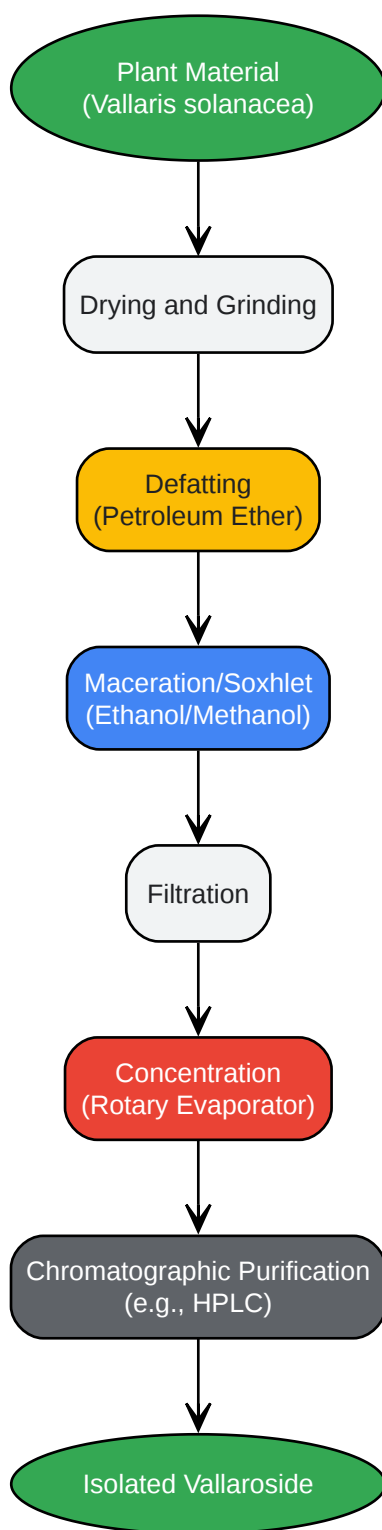 Plant Material
(Vallaris solanacea)
Drying and Grinding
Defatting
(Petroleum Ether)
Maceration/Soxhlet
(Ethanol/Methanol)
Filtration
Concentration
(Rotary Evaporator)
Chromatographic Purification
(e.g., HPLC)
Isolated Vallaroside